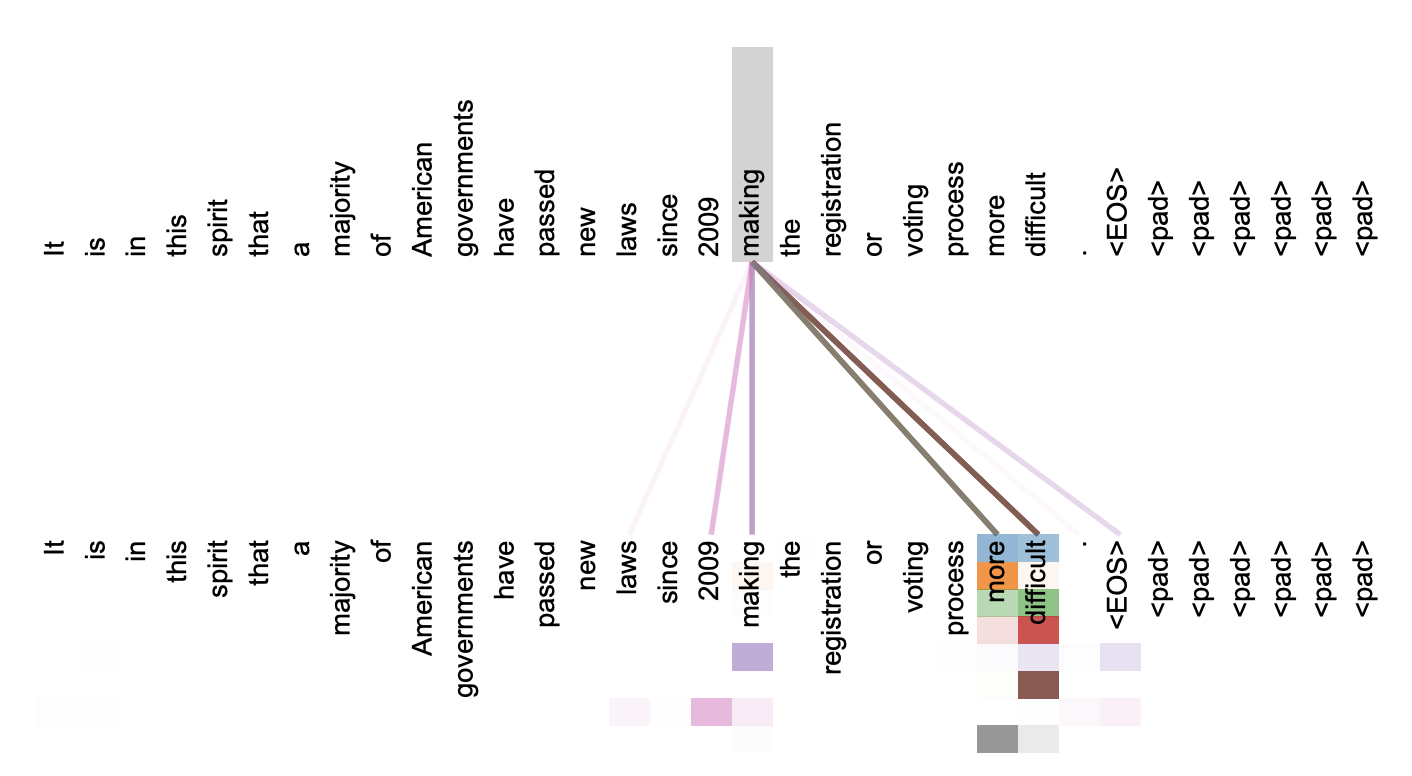 It is in this spirit that a majority of American governments have passed new laws since 2009 making the registration or voting process more difficult . <EOS> <pad> <pad> <pad> <pad> <pad> <pad>
It is in this spirit that a majority of American governments have passed new laws since 2009 making the registration or voting process more difficult . <EOS> <pad> <pad> <pad> <pad> <pad> <pad>